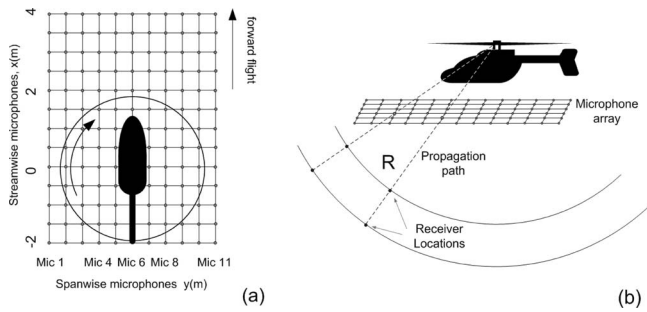 4
2
0
-2
Streamwise microphones, x(m)
Mic 1 Mic 4 Mic 6 Mic 8 Mic 11
Spanwise microphones y(m)
forward flight
(a)
Microphone
array
R
Propagation
path
Receiver
Locations
(b)